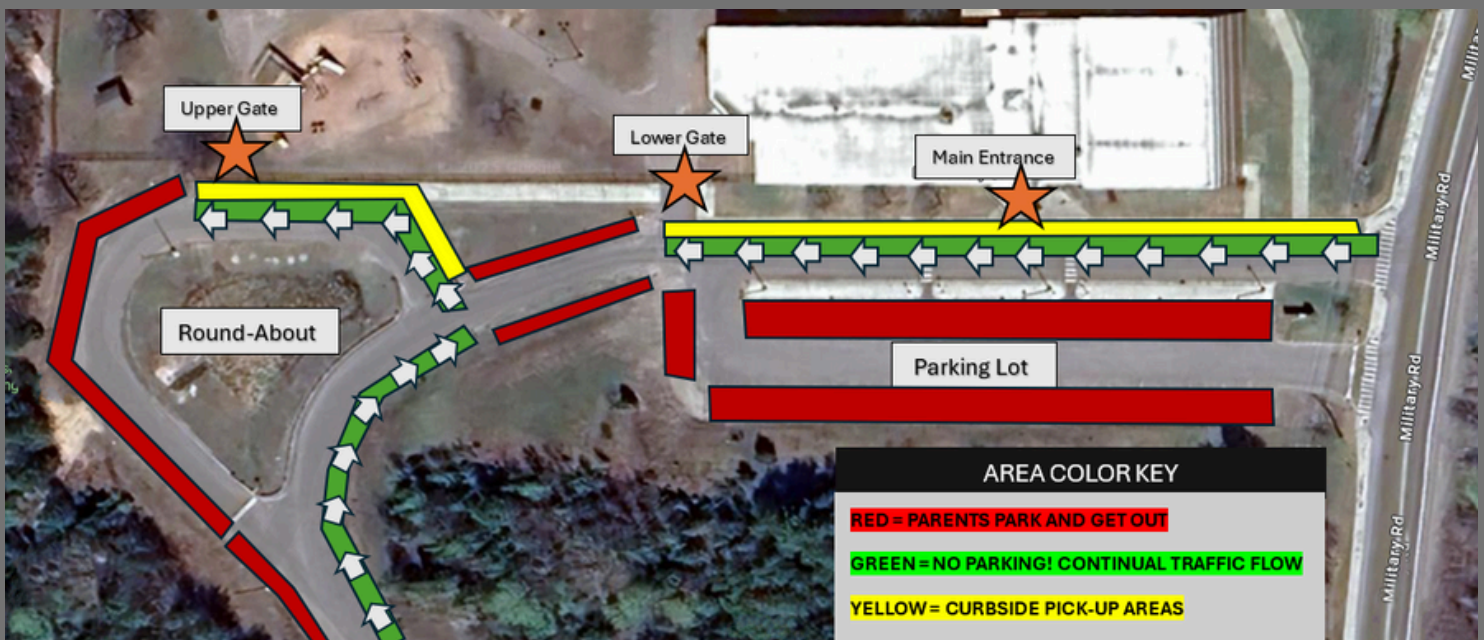 Upper Gate
Lower Gate
Main Entrance
Round-About
Parking Lot
Military Rd
Military Rd
Military Rd
AREA COLOR KEY
RED = PARENTS PARK AND GET OUT
GREEN = NO PARKING! CONTINUAL TRAFFIC FLOW
YELLOW = CURBSIDE PICK-UP AREAS